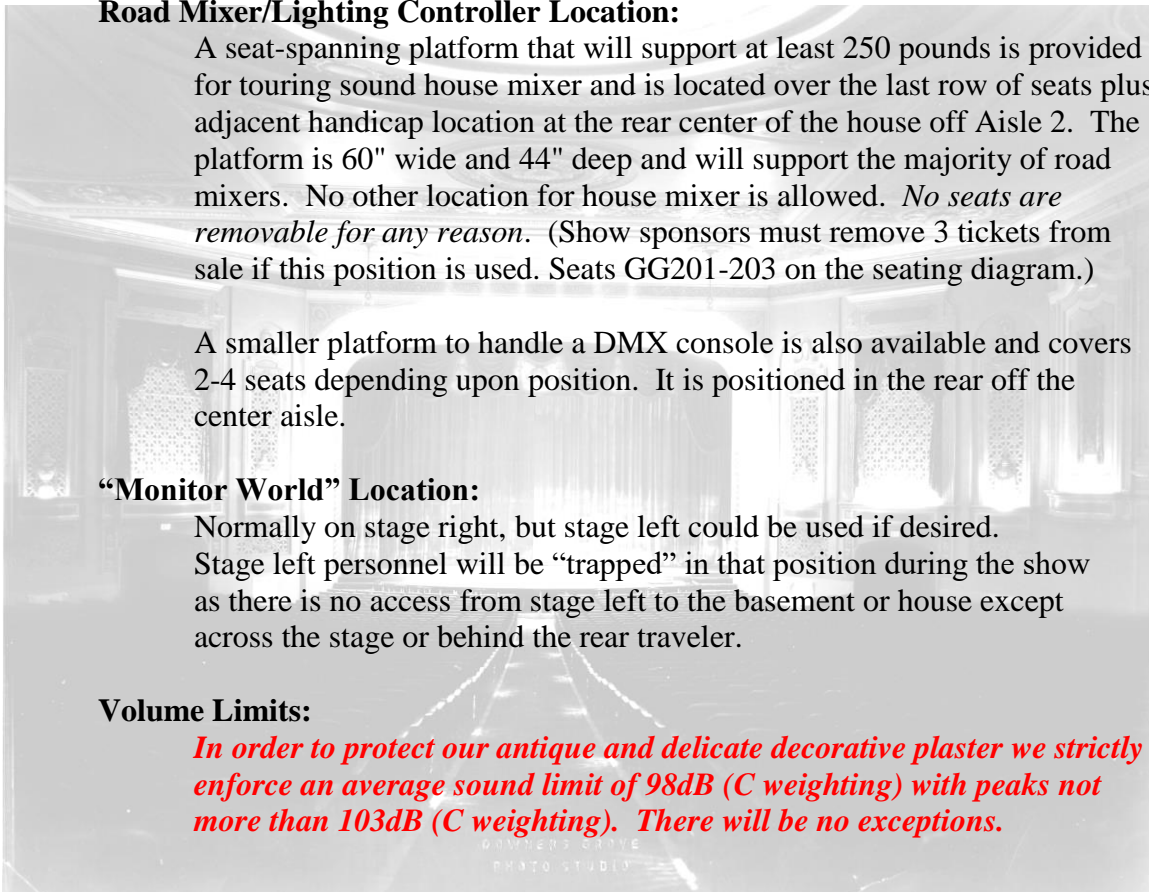 Road Mixer/Lighting Controller Location:
A seat-spanning platform that will support at least 250 pounds is provided
for touring sound house mixer and is located over the last row of seats plus
adjacent handicap location at the rear center of the house off Aisle 2.  The
platform is 60" wide and 44" deep and will support the majority of road
mixers.  No other location for house mixer is allowed.  No seats are
removable for any reason.  (Show sponsors must remove 3 tickets from
sale if this position is used. Seats GG201-203 on the seating diagram.)
A smaller platform to handle a DMX console is also available and covers
2-4 seats depending upon position.  It is positioned in the rear off the
center aisle.
“Monitor World” Location:
Normally on stage right, but stage left could be used if desired.
Stage left personnel will be “trapped” in that position during the show
as there is no access from stage left to the basement or house except
across the stage or behind the rear traveler.
Volume Limits:
In order to protect our antique and delicate decorative plaster we strictly
enforce an average sound limit of 98dB (C weighting) with peaks not
more than 103dB (C weighting).  There will be no exceptions.
DOWNERS GROVE
PHOTO STUDIO